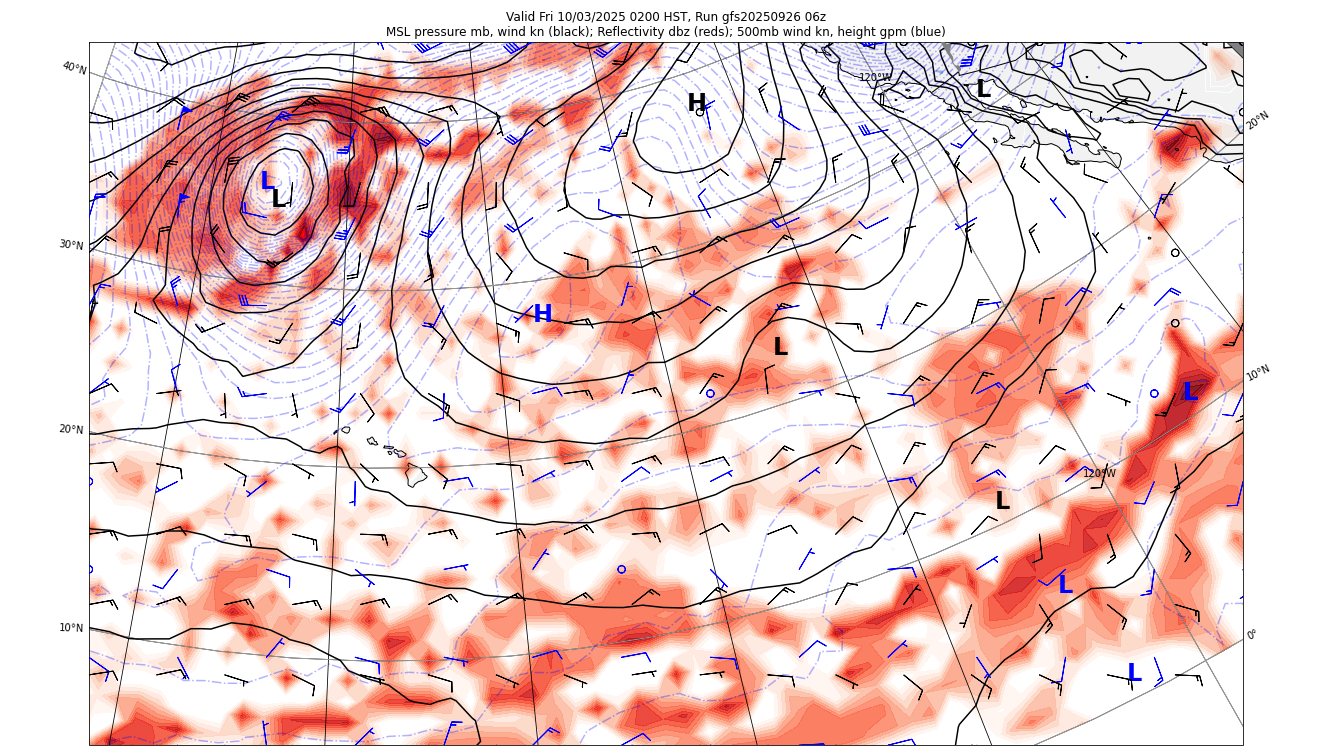 Valid Fri 10/03/2025 0200 HST, Run gfs20250926 06z
MSL pressure mb, wind kn (black); Reflectivity dbz (reds); 500mb wind kn, height gpm (blue)
40°N
120°W
L
H
20°N
L
L
30°N
H
L
10°N
L
20°N
120°W
L
L
10°N
0°
L